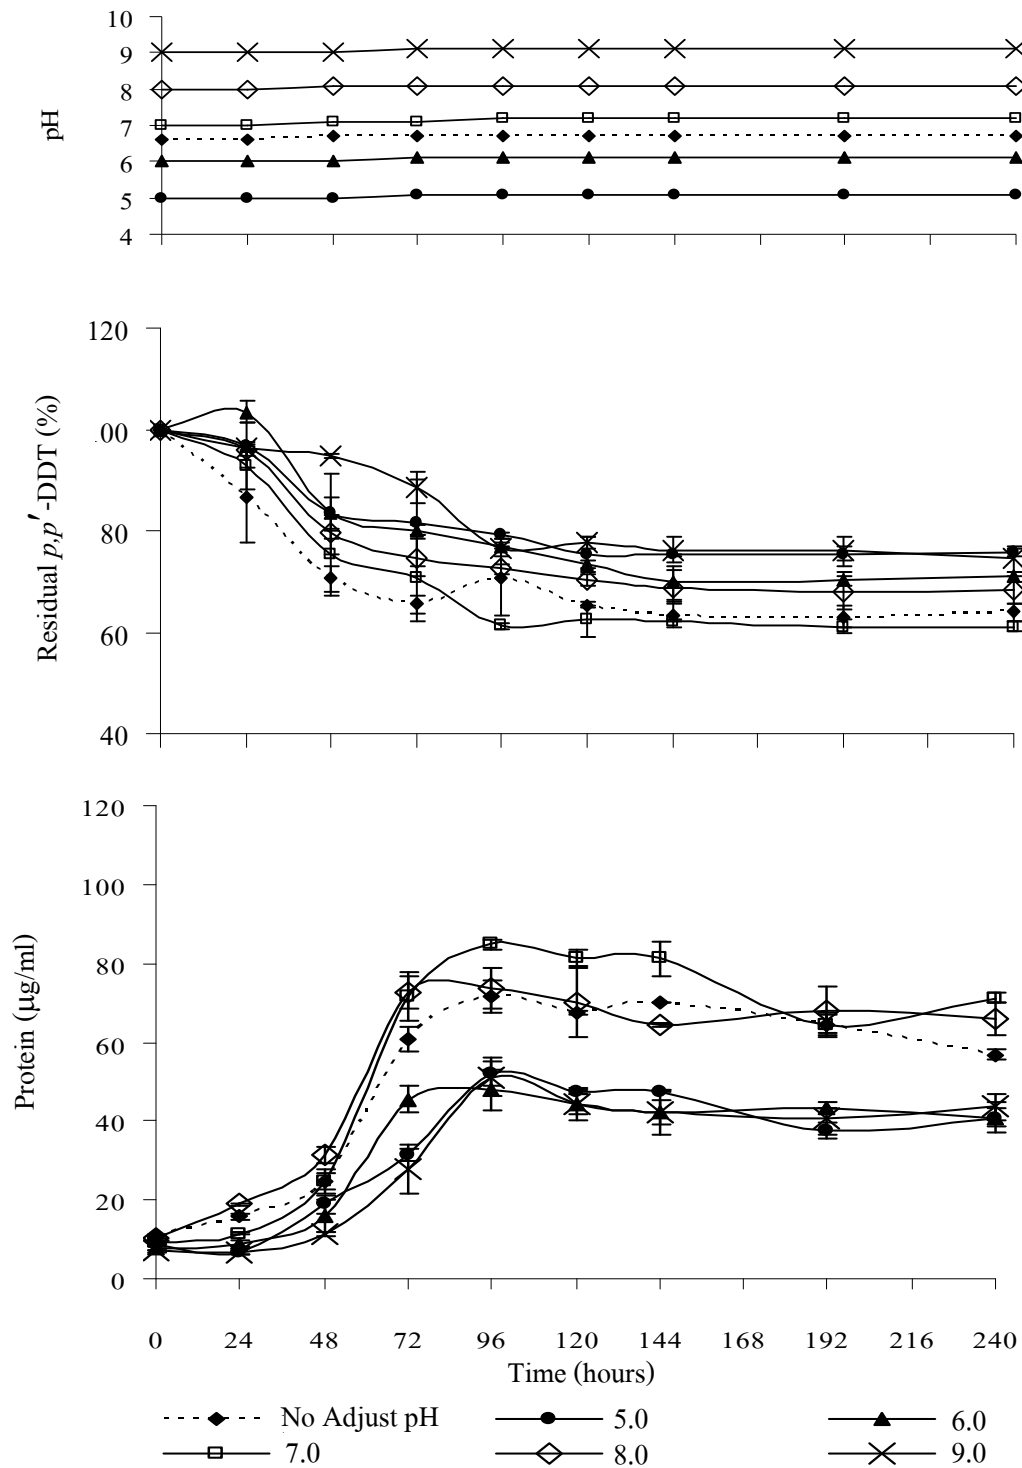 10
9
8
7
6
5
4
pH
120
.00
80
60
40
Residual p,p′-DDT (%)
120
100
80
60
40
20
0
Protein (µg/ml)
0 24 48 72 96 120 144 168 192 216 240
Time (hours)
No Adjust pH 5.0 6.0
7.0 8.0 9.0